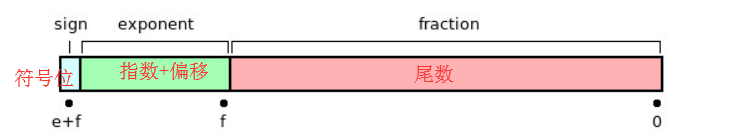 sign exponent fraction
符号位 指数+偏移 尾数
e+f f 0